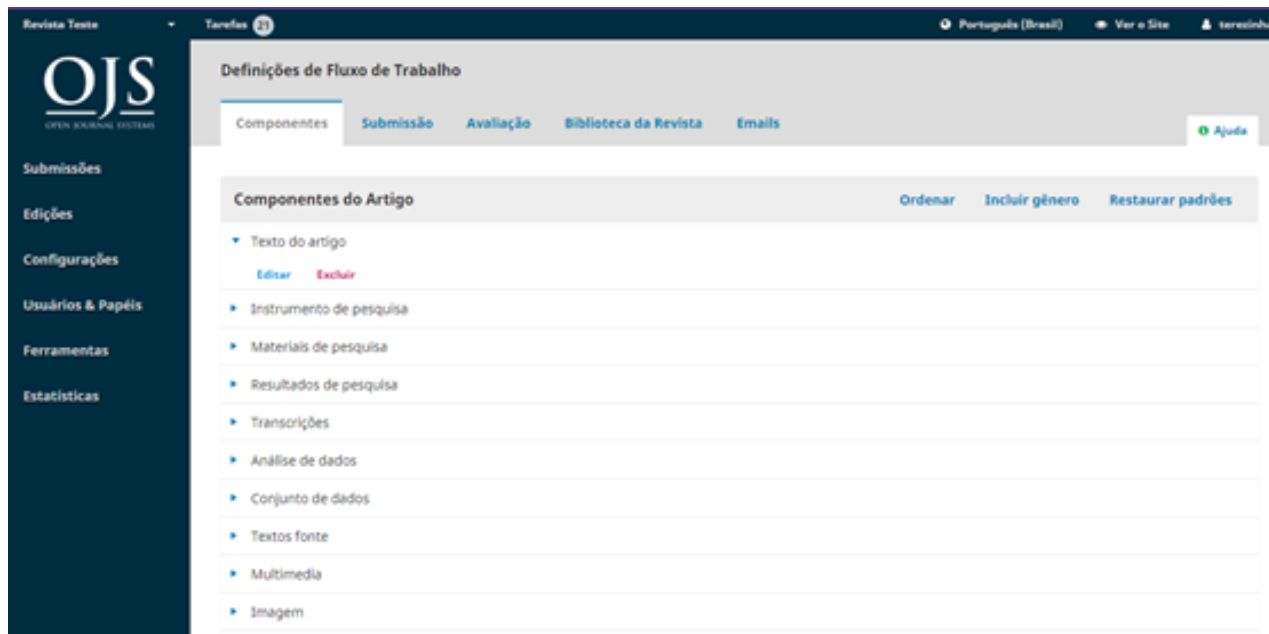 Revista Teste Tarefas 21 Português (Brasil) Ver o Site
OJS
OPEN JOURNAL SYSTEMS
Submissões
Edições
Configurações
Usuários & Papéis
Ferramentas
Estatísticas
Definições de Fluxo de Trabalho
Componentes Submissão Avaliação Biblioteca da Revista Emails
Ajuda
Componentes do Artigo Ordenar Incluir gênero Restaurar padrões
Texto do artigo
Editar Excluir
Instrumento de pesquisa
Materiais de pesquisa
Resultados de pesquisa
Transcrições
Análise de dados
Conjunto de dados
Textos fonte
Multimedia
Imagem